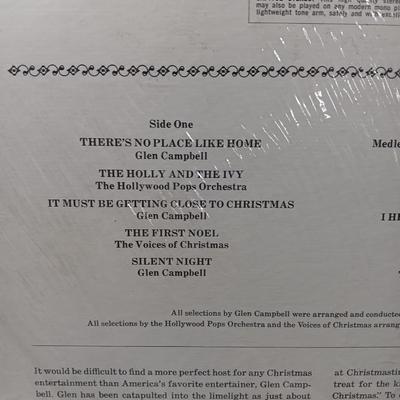 may also be played on any modern mono pl
lightweight tone arm, safely and with
Side One
THERE'S NO PLACE LIKE HOME
Glen Campbell
Medle
THE HOLLY AND THE IVY
The Hollywood Pops Orchestra
IT MUST BE GETTING CLOSE TO CHRISTMAS
Glen Campbell
I HE
THE FIRST NOEL
The Voices of Christmas
SILENT NIGHT
Glen Campbell
All selections by Glen Campbell were arranged and conducted
All selections by the Hollywood Pops Orchestra and the Voices of Christmas arrang
It would be difficult to find a more perfect host for any Christmas
entertainment than America's favorite entertainer, Glen Camp-
bell. Glen has been catapulted into the limelight as just about
at Christmastin
treat for the k
Christmas." To